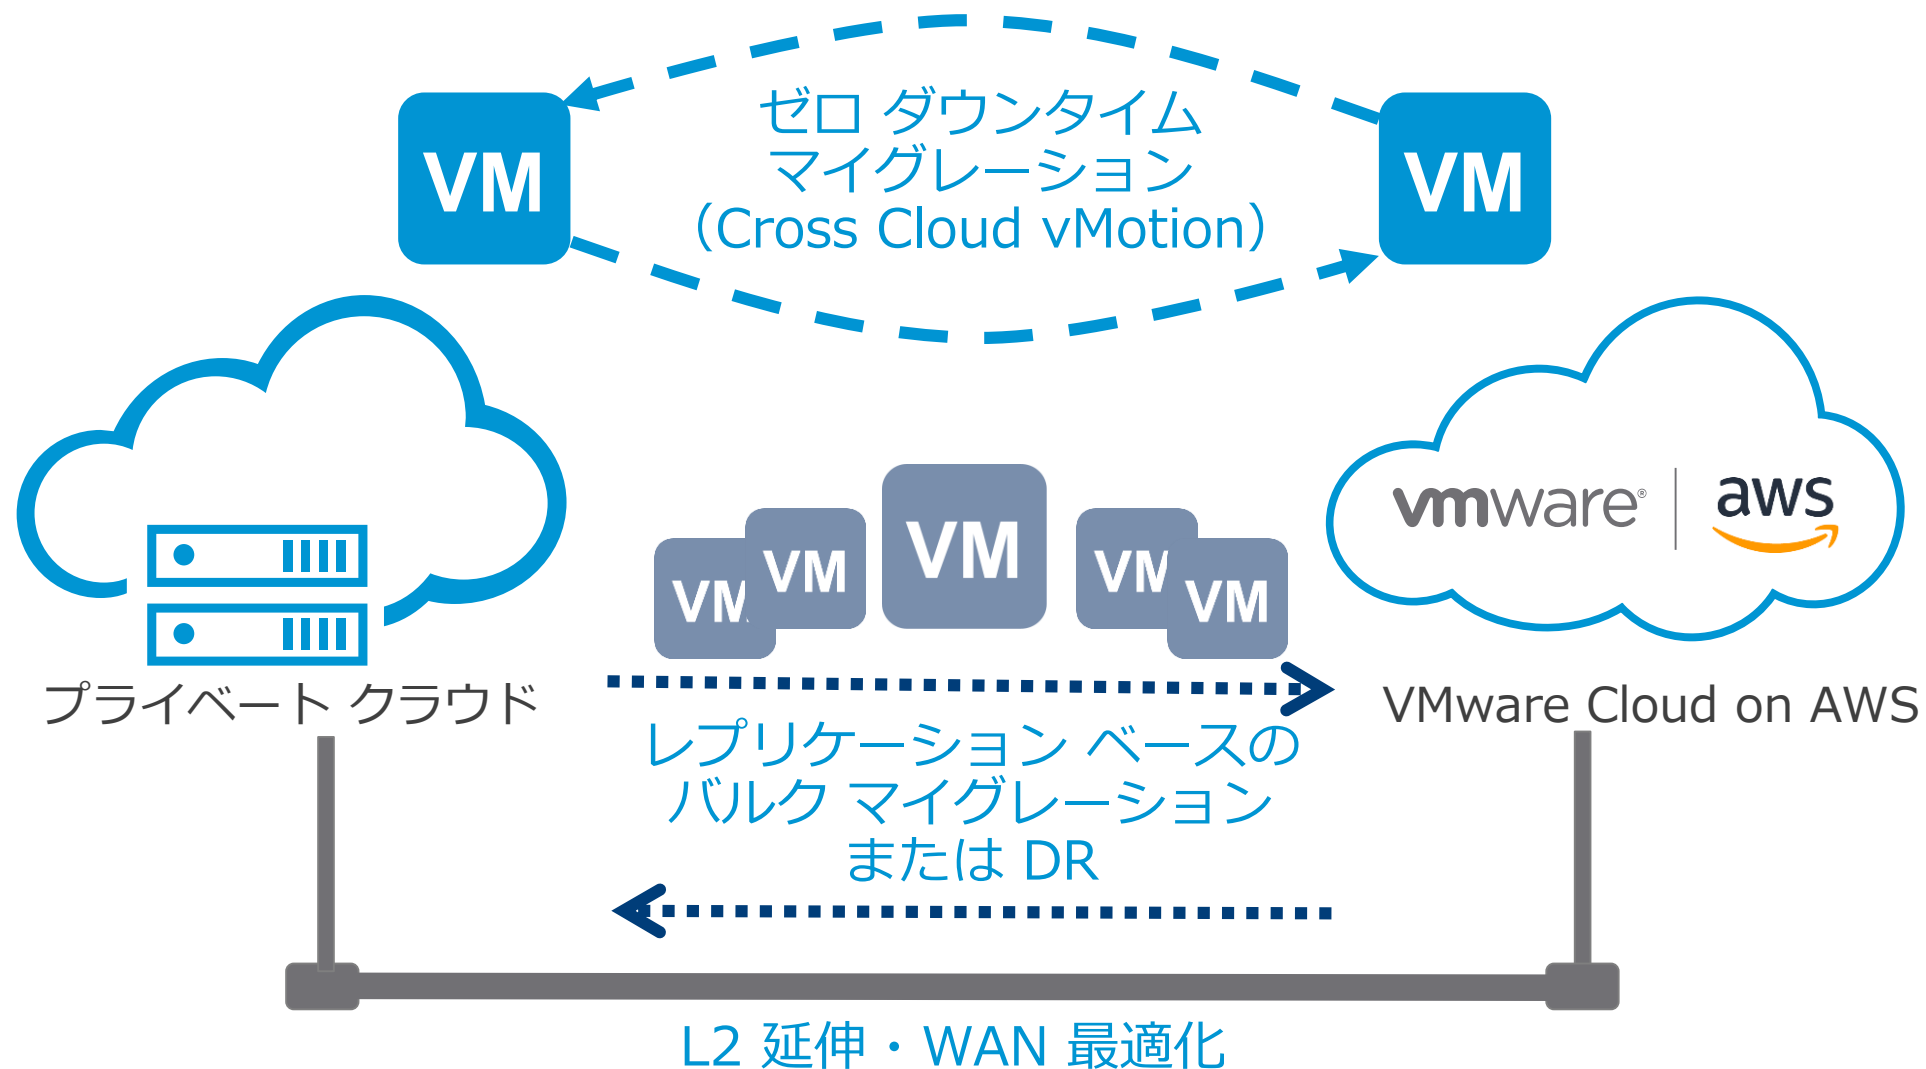 ゼロ ダウンタイム
マイグレーション
（Cross Cloud vMotion）
VM
VM
vmware®
aws
VM
VM
VM
VM
VM
プライベート クラウド
VMware Cloud on AWS
レプリケーション ベースの
バルク マイグレーション
または DR
L2 延伸・WAN 最適化